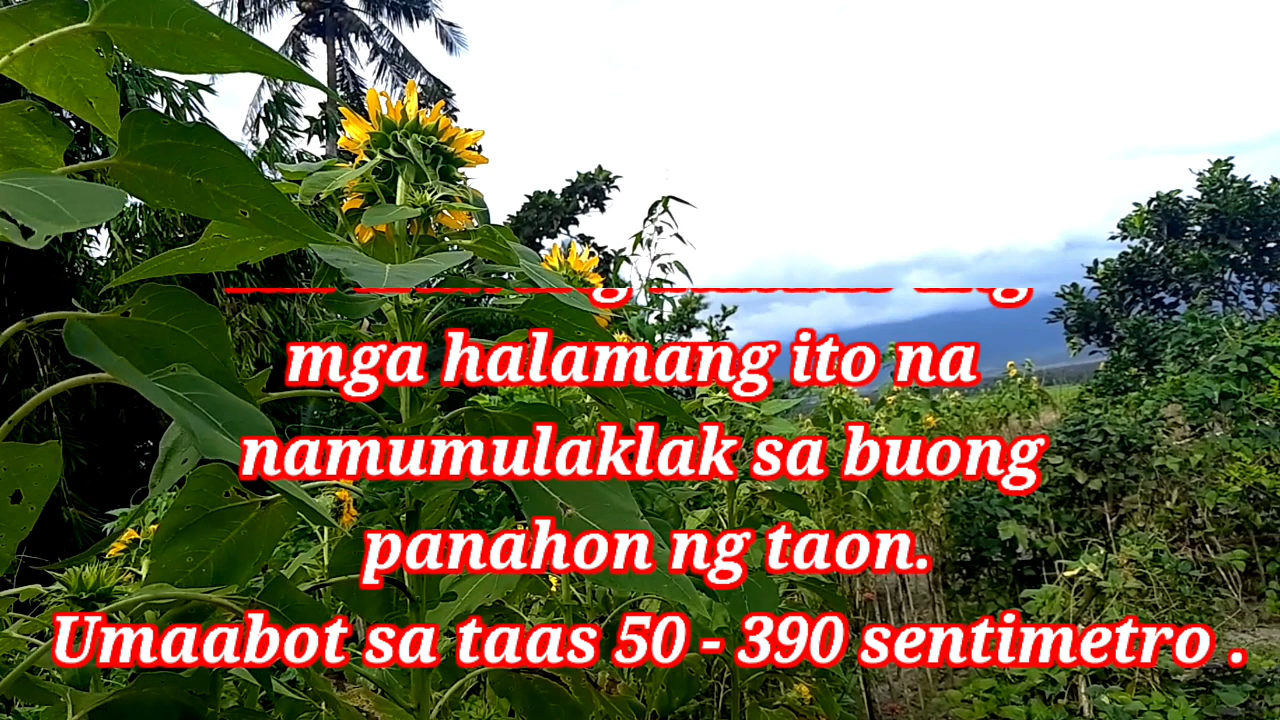 mga halamang ito na
namumulaklak sa buong
panahon ng taon.
Umaabot sa taas 50 - 390 sentimetro .